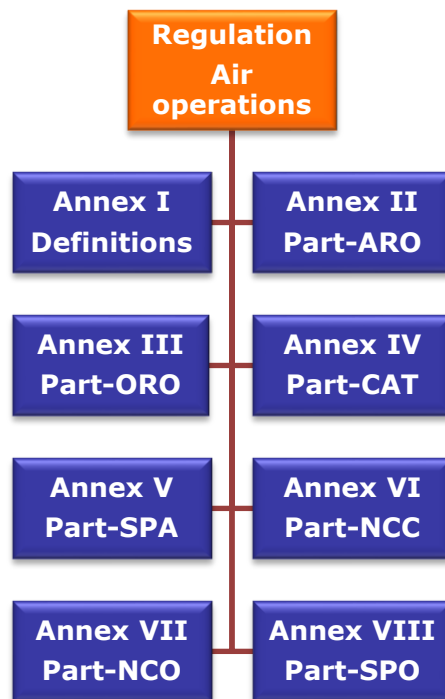 Regulation
Air
operations
Annex I
Definitions
Annex II
Part-ARO
Annex III
Part-ORO
Annex IV
Part-CAT
Annex V
Part-SPA
Annex VI
Part-NCC
Annex VII
Part-NCO
Annex VIII
Part-SPO